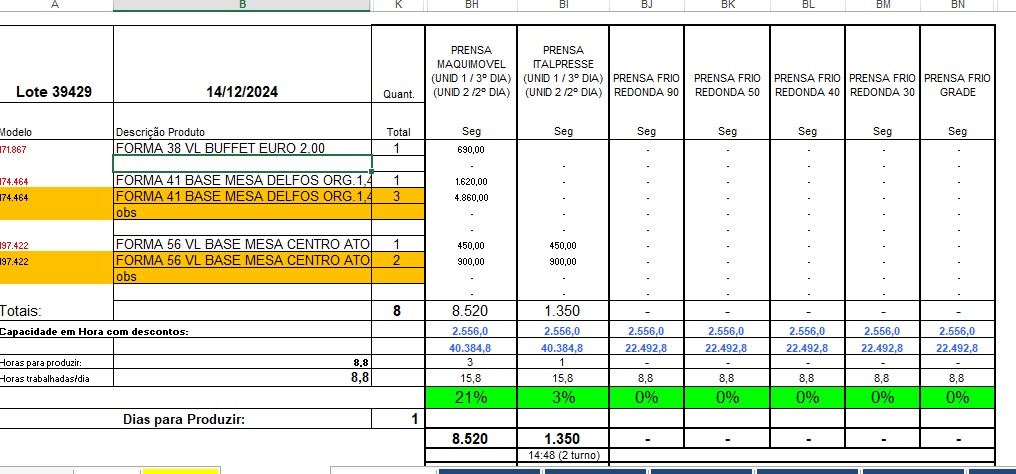 A B K BH BI BJ BK BL BM BN
Lote 39429 14/12/2024 Quant. PRENSA MAQUIMOVEL (UNID 1 / 3º DIA) (UNID 2 /2º DIA) PRENSA ITALPRESSE (UNID 1 / 3º DIA) (UNID 2 /2º DIA) PRENSA FRIO REDONDA 90 PRENSA FRIO REDONDA 50 PRENSA FRIO REDONDA 40 PRENSA FRIO REDONDA 30 PRENSA FRIO GRADE
Modelo Descrição Produto Total Seg Seg Seg Seg Seg Seg Seg
171.867 FORMA 38 VL BUFFET EURO 2,00 1 690,00 - - - - - -
- - - - - - -
174.464 FORMA 41 BASE MESA DELFOS ORG.1,4 1 1.620,00 - - - - - -
174.464 FORMA 41 BASE MESA DELFOS ORG.1,4 3 4.860,00 - - - - - -
obs - - - - - - -
- - - - - - -
197.422 FORMA 56 VL BASE MESA CENTRO ATO 1 450,00 450,00 - - - - -
197.422 FORMA 56 VL BASE MESA CENTRO ATO 2 900,00 900,00 - - - - -
obs - - - - - - -
- - - - - - -
Totais: 8 8.520 1.350 - - - - -
Capacidade em Hora com descontos: 2.556,0 2.556,0 2.556,0 2.556,0 2.556,0 2.556,0 2.556,0
40.384,8 40.384,8 22.492,8 22.492,8 22.492,8 22.492,8 22.492,8
Horas para produzir: 8,8 3 1 - - - - -
Horas trabalhadas/dia 8,8 15,8 15,8 8,8 8,8 8,8 8,8 8,8
21% 3% 0% 0% 0% 0% 0%
Dias para Produzir: 1
8.520 1.350 - - - - -
14:48 (2 turno)